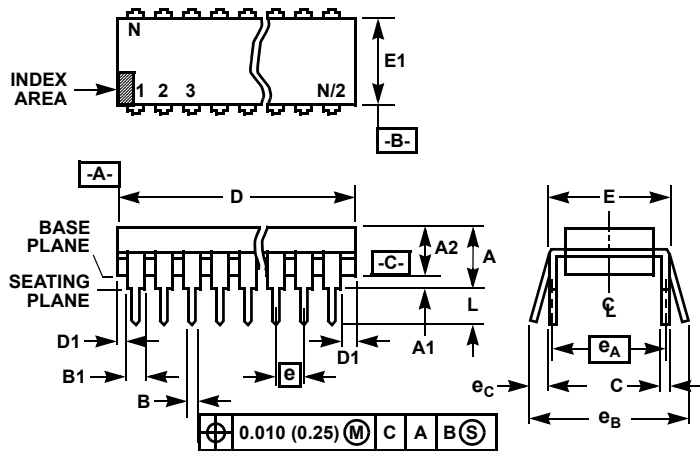 N
INDEX
AREA
1 2 3 N/2
E1
-B-
-A-
D
E
BASE
PLANE
A2
A
-C-
SEATING
PLANE
L
C L
D1
A1
D1
e
eA
B1
B
eC
C
eB
⌖ 0.010 (0.25) Ⓜ C A B Ⓢ